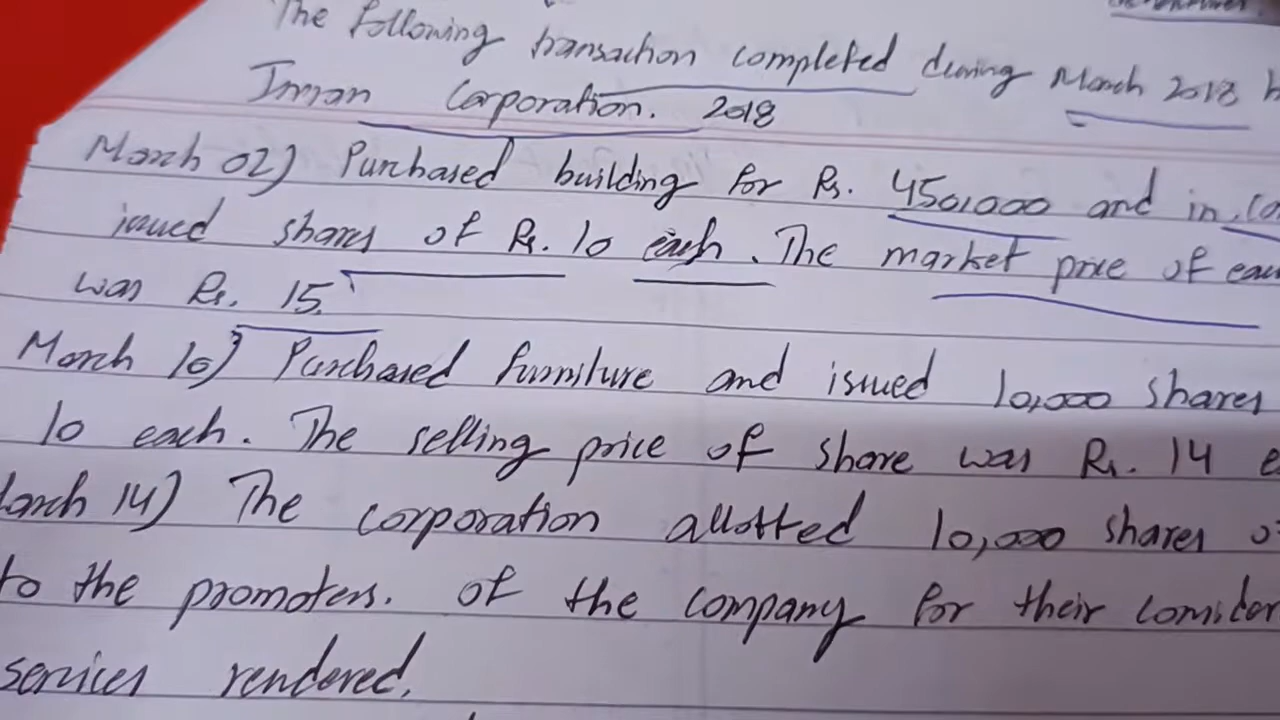 The following transaction completed during March 2018
Imran Corporation. 2018
March 02) Purchased building for Rs. 450,000 and in
issued shares of Rs. 10 each. The market price of
was Rs. 15.
March 10) Purchased furniture and issued 10,000 shares
10 each. The selling price of share was Rs. 14
March 14) The corporation allotted 10,000 shares
to the promoters. of the company for their
services rendered.